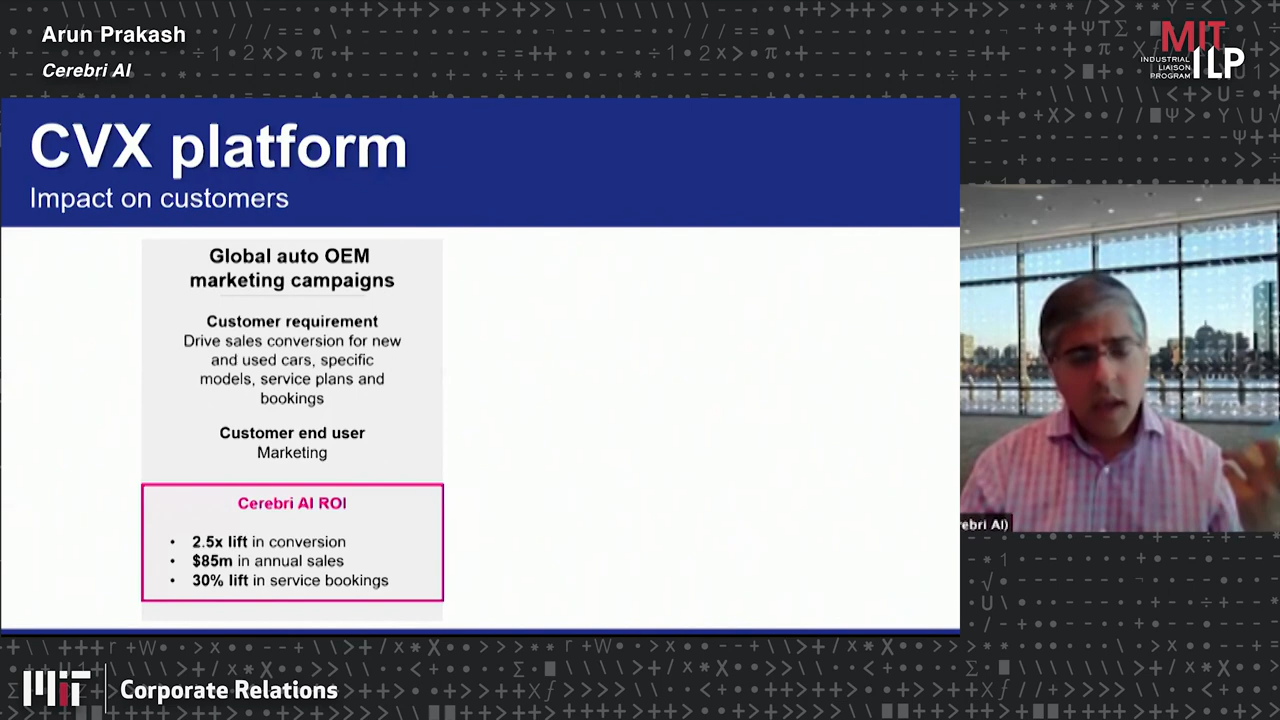 Arun Prakash
Cerebri AI
MIT
INDUSTRIAL
LIAISON
PROGRAM
ILP
CVX platform
Impact on customers
Global auto OEM
marketing campaigns
Customer requirement
Drive sales conversion for new
and used cars, specific
models, service plans and
bookings
Customer end user
Marketing
Cerebri AI ROI
• 2.5x lift in conversion
• $85m in annual sales
• 30% lift in service bookings
ebri AI)
MIT
Corporate Relations